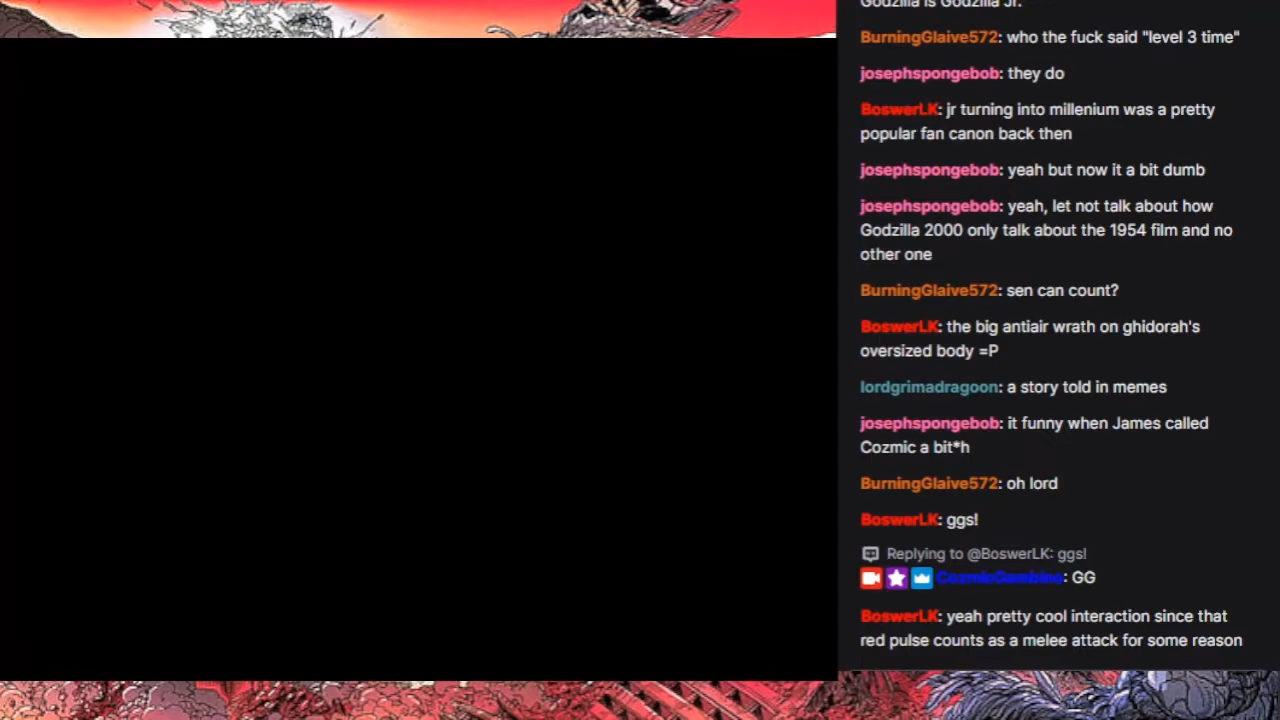 Godzilla is Godzilla Jr.
BurningGlaive572: who the fuck said "level 3 time"
josephspongebob: they do
BoswerLK: jr turning into millenium was a pretty
popular fan canon back then
josephspongebob: yeah but now it a bit dumb
josephspongebob: yeah, let not talk about how
Godzilla 2000 only talk about the 1954 film and no
other one
BurningGlaive572: sen can count?
BoswerLK: the big antiair wrath on ghidorah's
oversized body =P
lordgrimadragoon: a story told in memes
josephspongebob: it funny when James called
Cozmic a bit*h
BurningGlaive572: oh lord
BoswerLK: ggs!
Replying to @BoswerLK: ggs!
CozmicGambino: GG
BoswerLK: yeah pretty cool interaction since that
red pulse counts as a melee attack for some reason